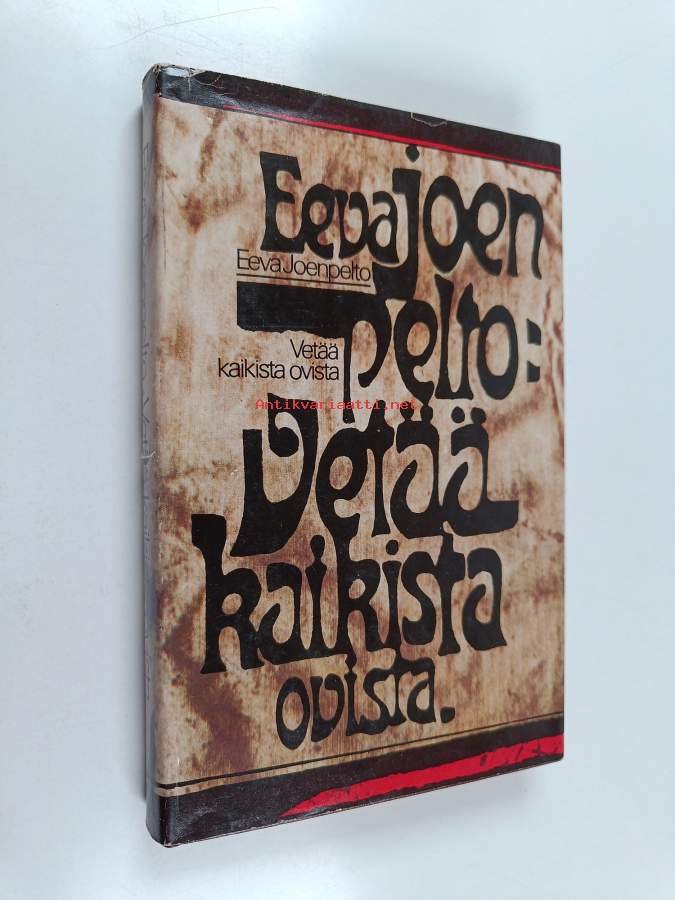 Eeva joen
Eeva Joenpelto
pelto:
Vetää
kaikista ovista
Antikvariaatti.net
Vetää
kaikista
ovista.